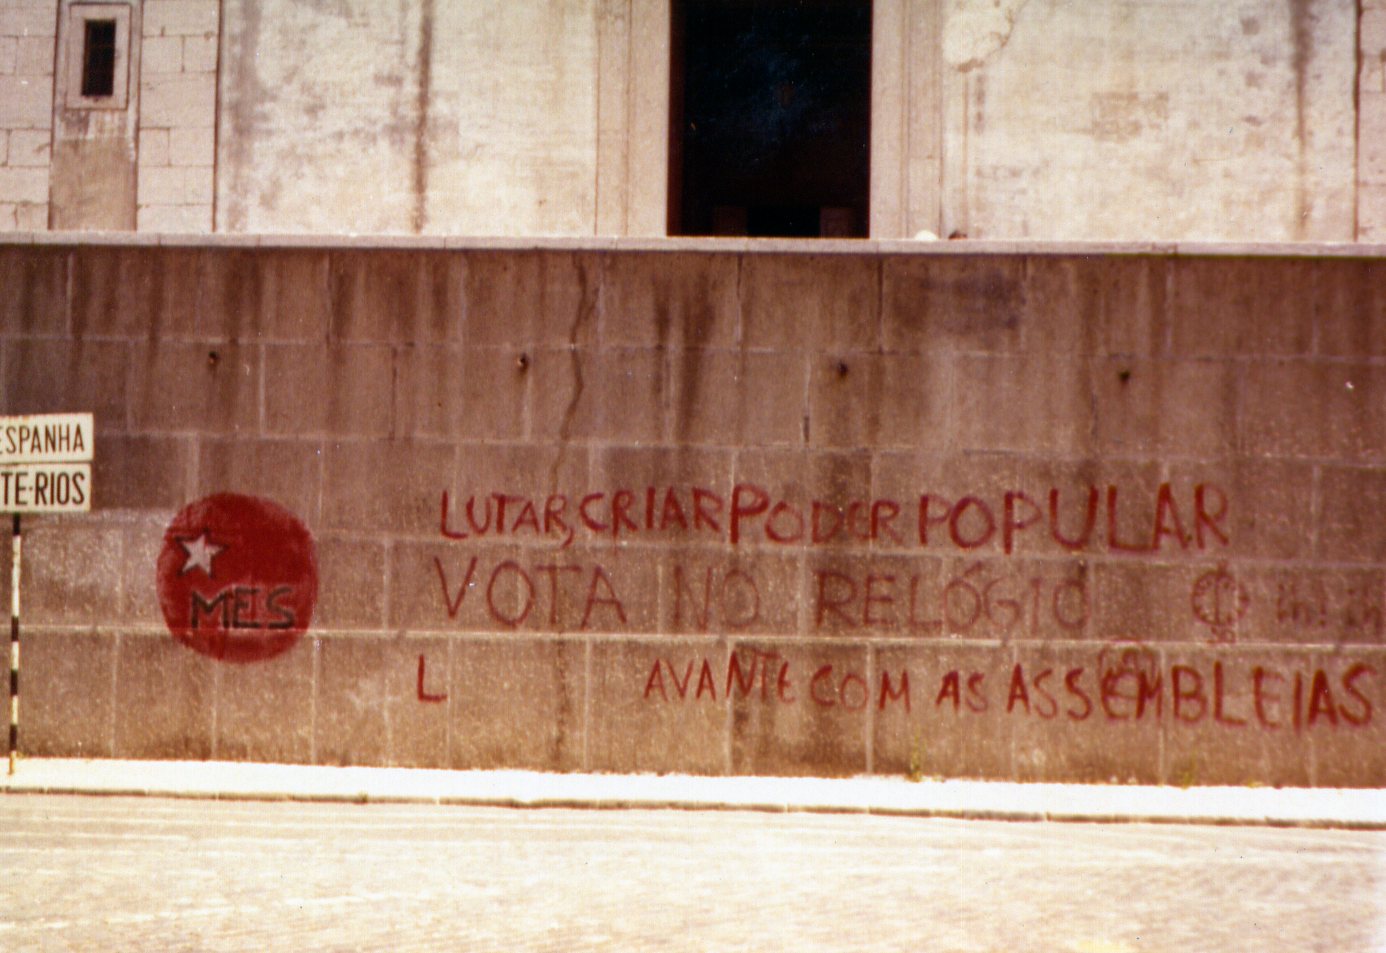 ESPANHA
TE-RIOS
MES
LUTAR, CRIAR PODER POPULAR
VOTA NO RELÓGIO
L AVANTE COM AS ASSEMBLEIAS